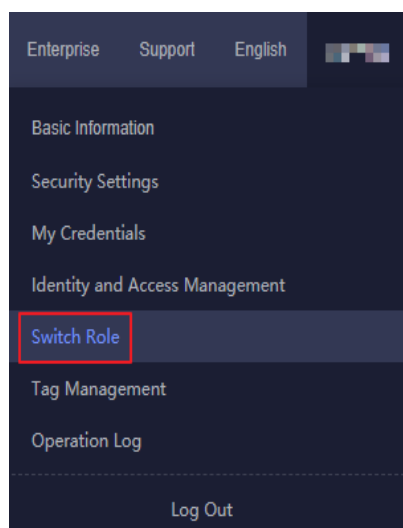 Enterprise Support English
Basic Information
Security Settings
My Credentials
Identity and Access Management
Switch Role
Tag Management
Operation Log
Log Out